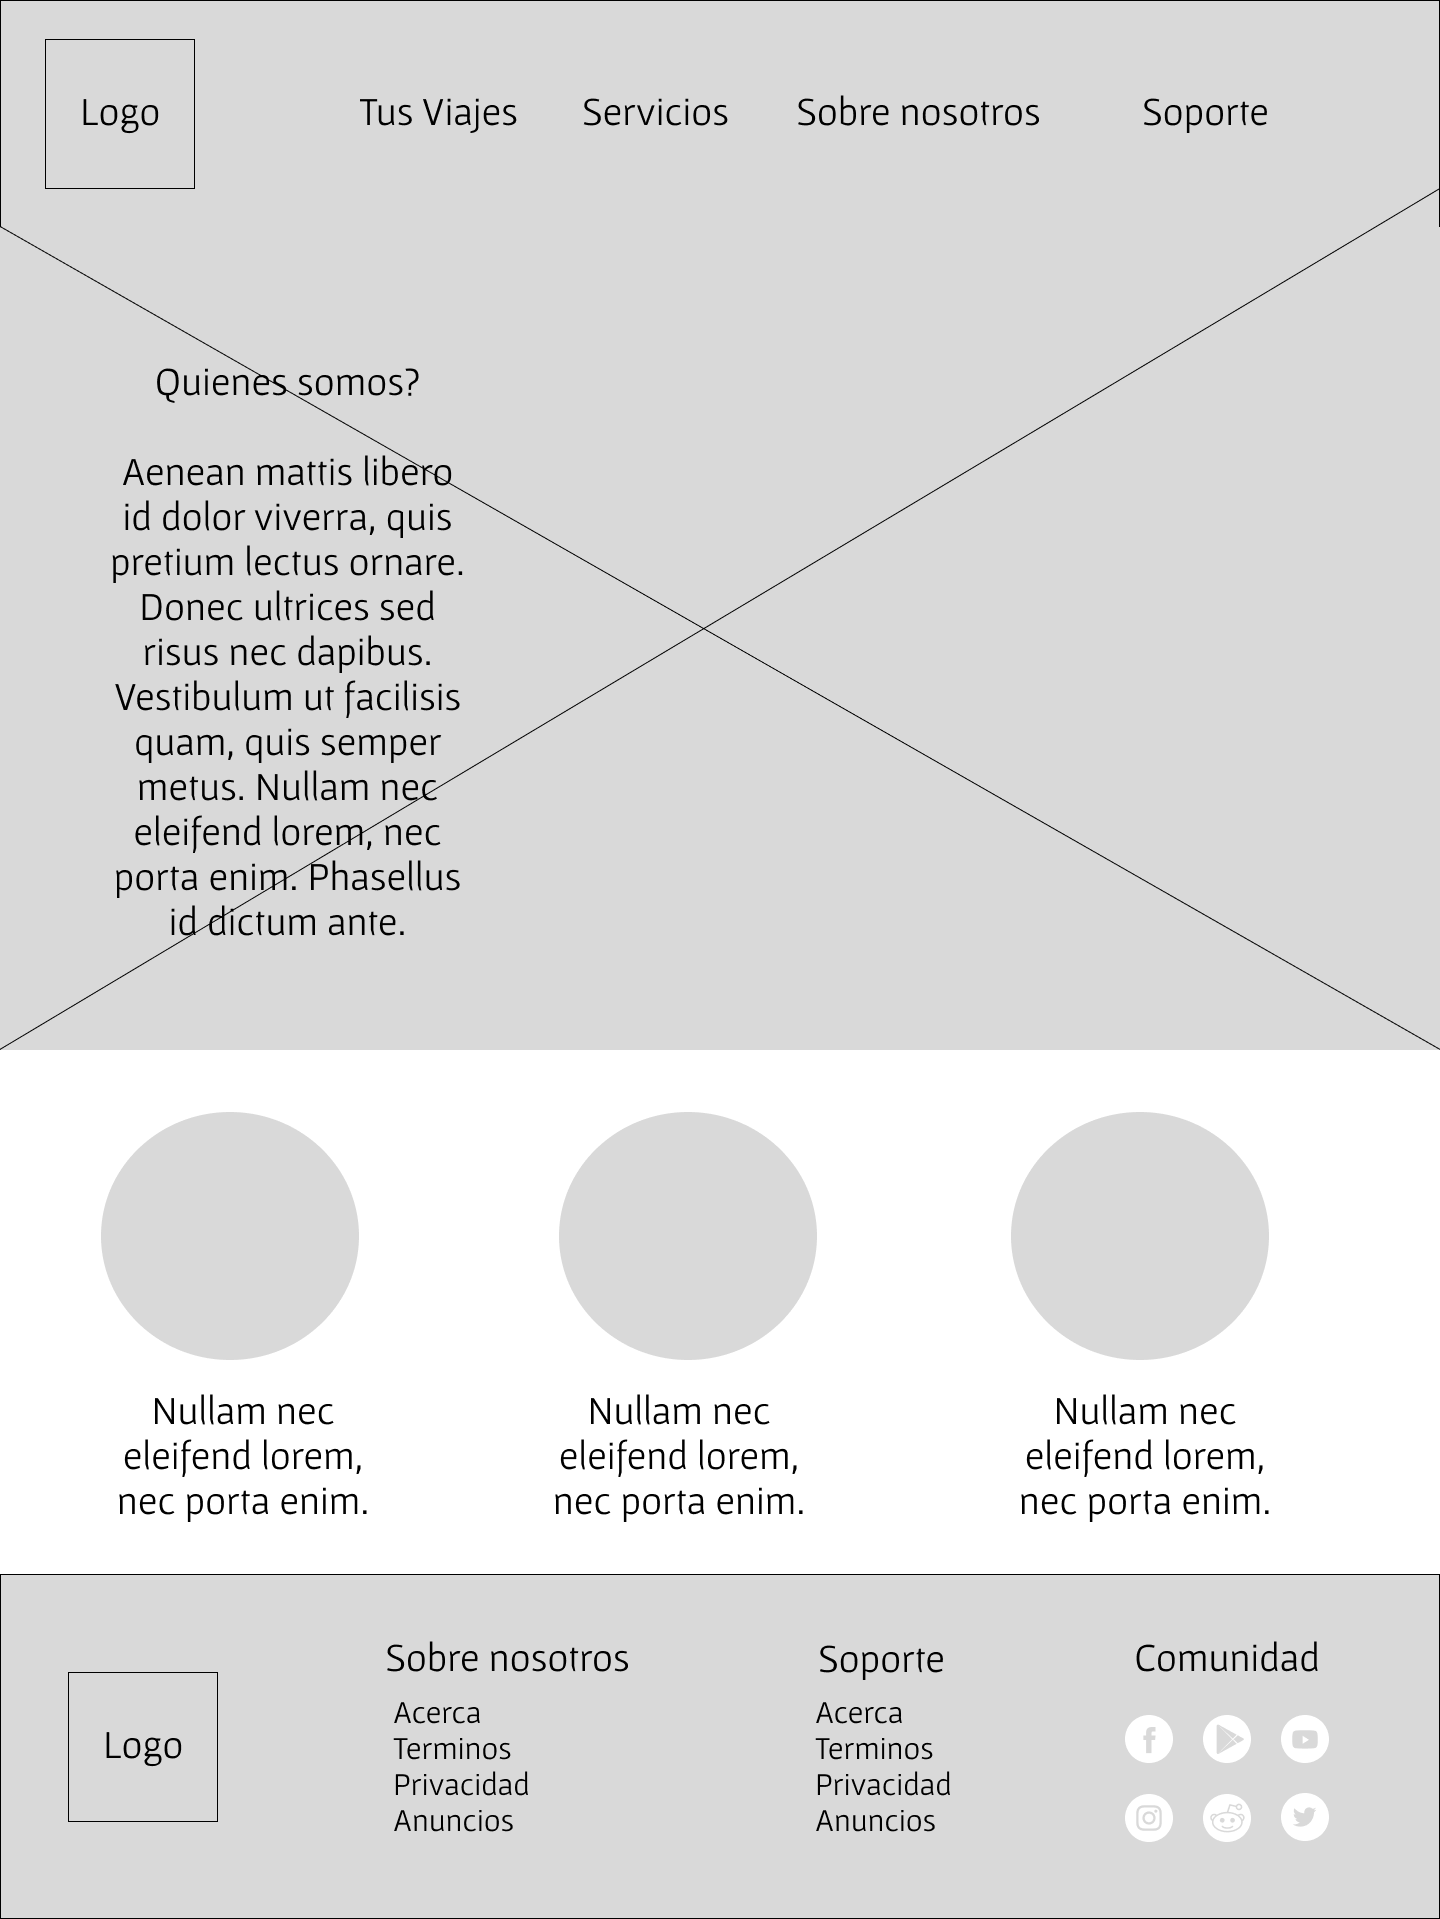 Logo
Tus Viajes
Servicios
Sobre nosotros
Soporte
Quienes somos?
Aenean mattis libero
id dolor viverra, quis
pretium lectus ornare.
Donec ultrices sed
risus nec dapibus.
Vestibulum ut facilisis
quam, quis semper
metus. Nullam nec
eleifend lorem, nec
porta enim. Phasellus
id dictum ante.
Nullam nec
eleifend lorem,
nec porta enim.
Nullam nec
eleifend lorem,
nec porta enim.
Nullam nec
eleifend lorem,
nec porta enim.
Logo
Sobre nosotros
Acerca
Terminos
Privacidad
Anuncios
Soporte
Acerca
Terminos
Privacidad
Anuncios
Comunidad